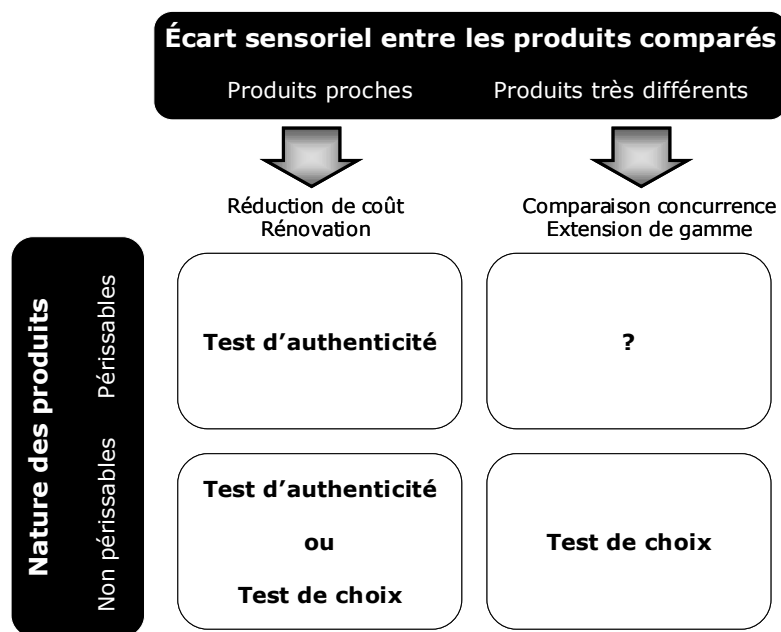 Écart sensoriel entre les produits comparés
Produits proches
Produits très différents
Réduction de coût
Rénovation
Comparaison concurrence
Extension de gamme
Nature des produits
Périssables
Non périssables
Test d’authenticité
?
Test d’authenticité
ou
Test de choix
Test de choix